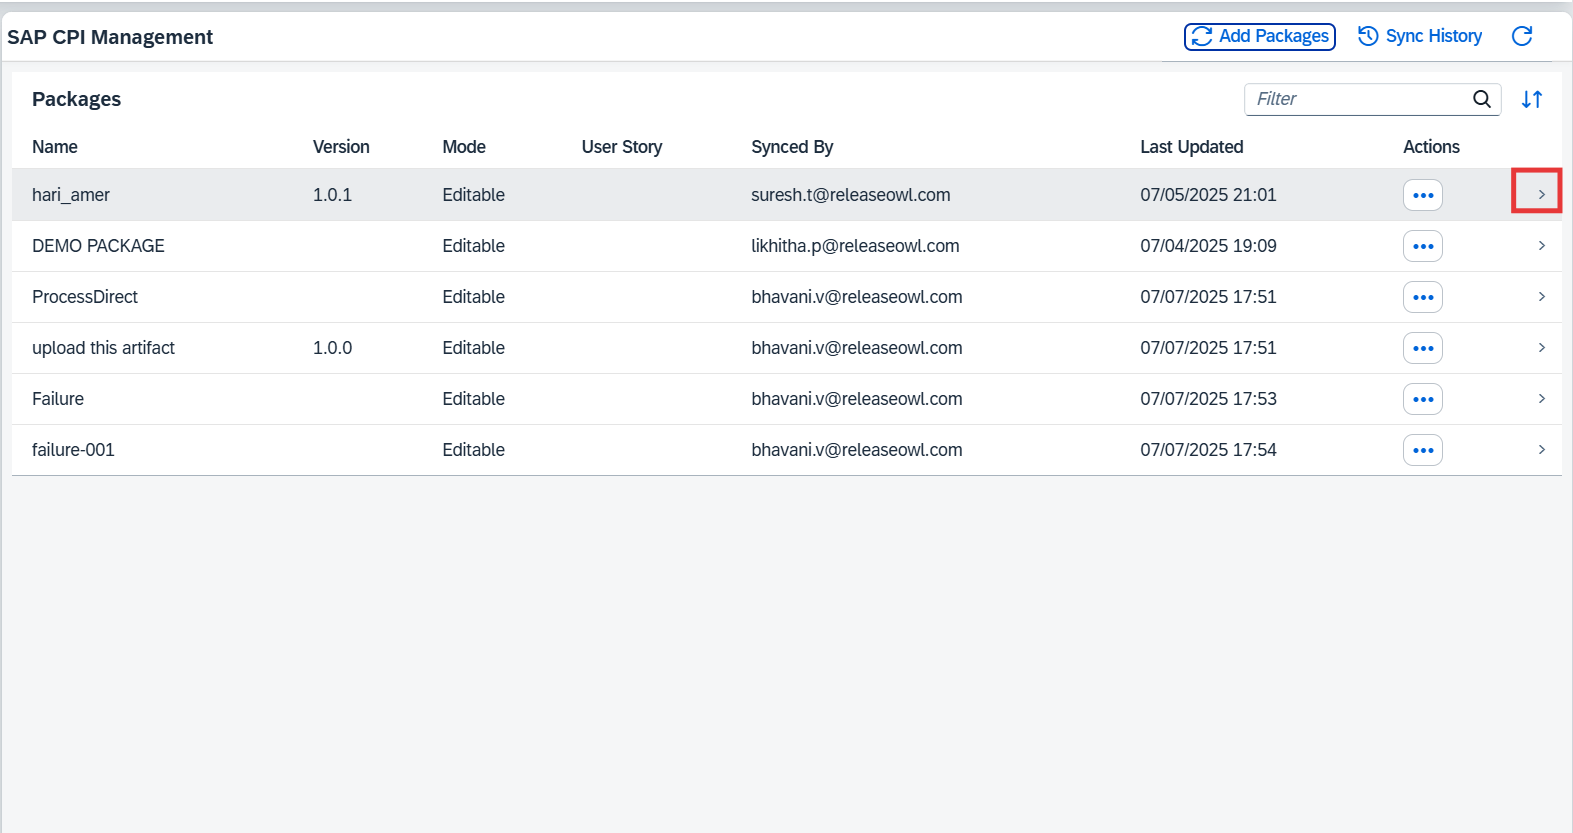 SAP CPI Management Add Packages Sync History
Packages Filter
Name Version Mode User Story Synced By Last Updated Actions
hari_amer 1.0.1 Editable suresh.t@releaseowl.com 07/05/2025 21:01
DEMO PACKAGE Editable likhitha.p@releaseowl.com 07/04/2025 19:09
ProcessDirect Editable bhavani.v@releaseowl.com 07/07/2025 17:51
upload this artifact 1.0.0 Editable bhavani.v@releaseowl.com 07/07/2025 17:51
Failure Editable bhavani.v@releaseowl.com 07/07/2025 17:53
failure-001 Editable bhavani.v@releaseowl.com 07/07/2025 17:54